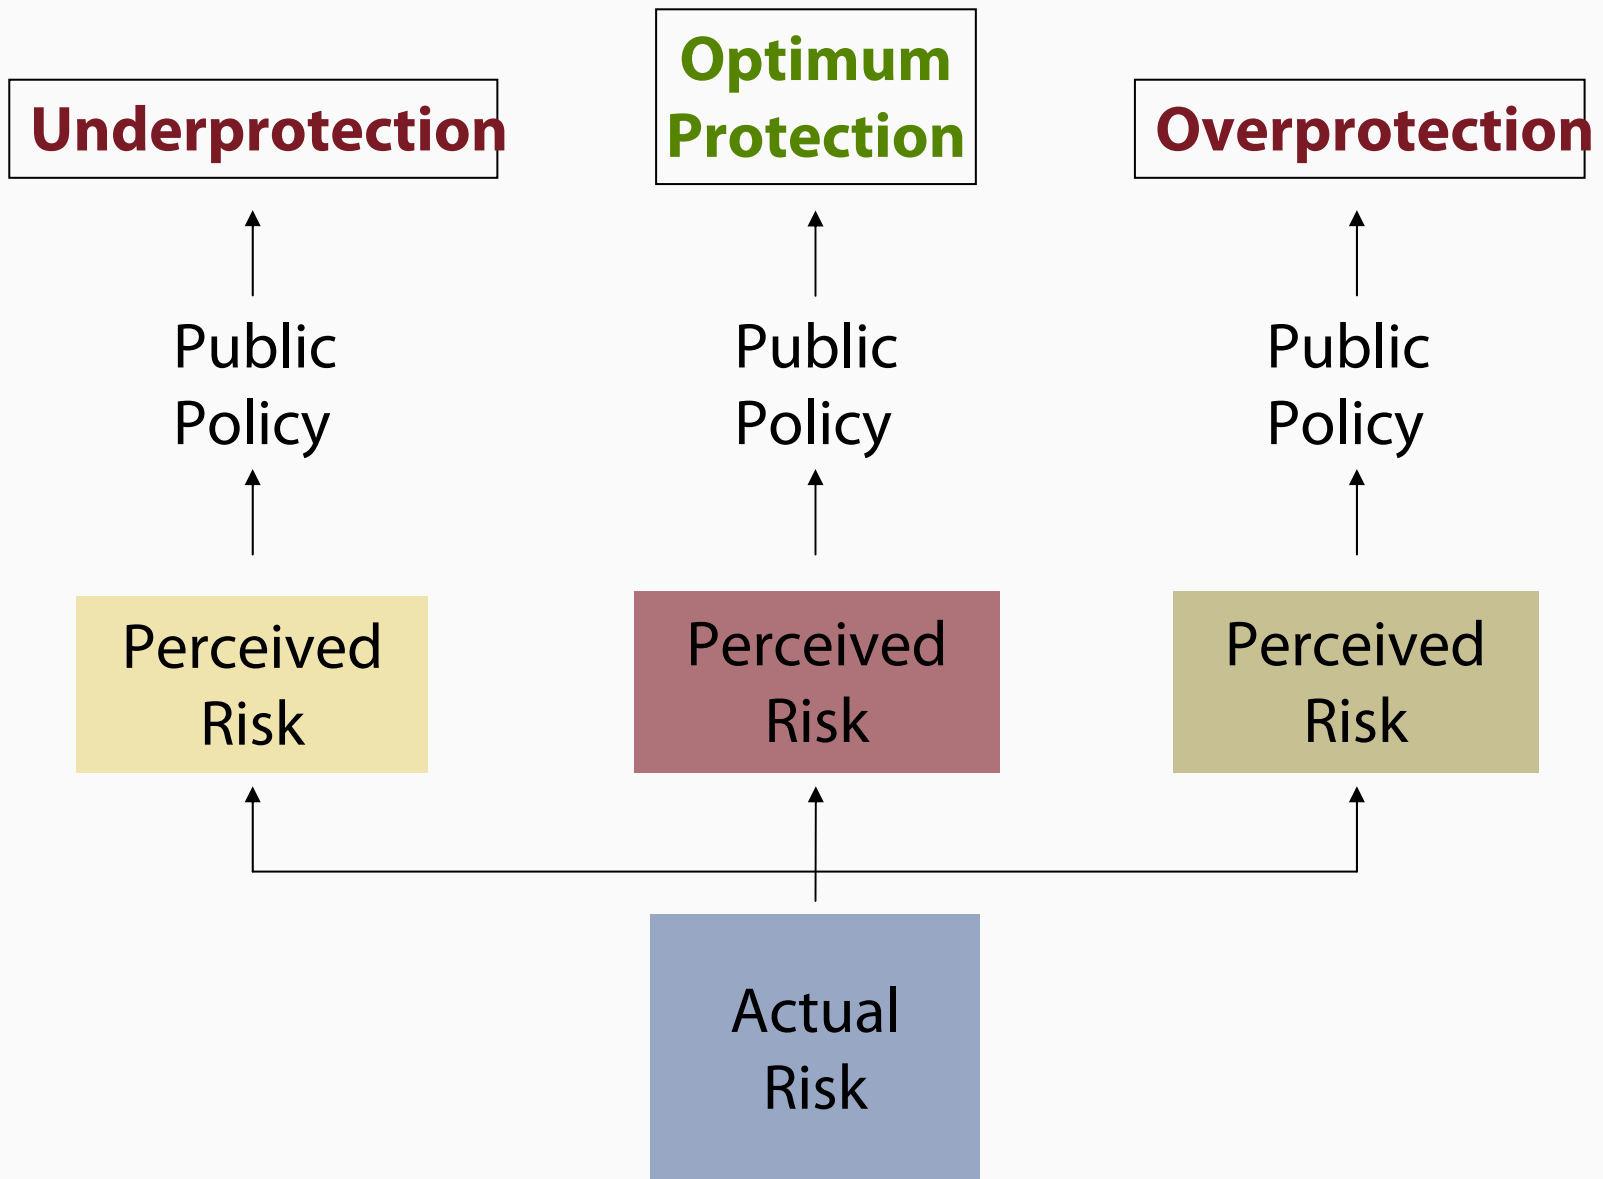 Underprotection
Optimum
Protection
Overprotection
Public
Policy
Public
Policy
Public
Policy
Perceived
Risk
Perceived
Risk
Perceived
Risk
Actual
Risk